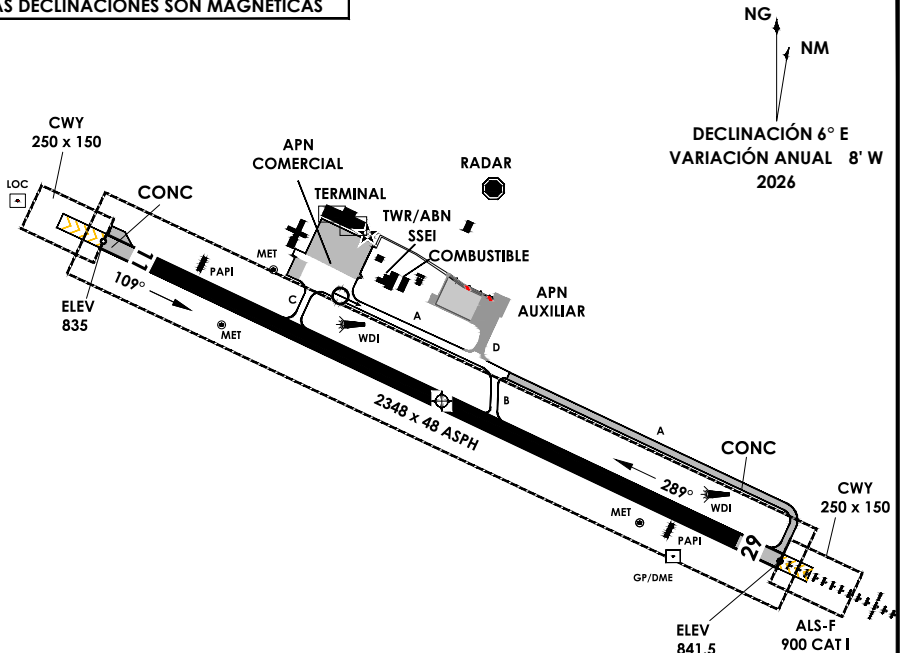 AS DECLINACIONES SON MAGNÉTICAS
NG
NM
DECLINACIÓN 6° E
VARIACIÓN ANUAL 8' W
2026
CWY
250 x 150
LOC
CONC
APN
COMERCIAL
TERMINAL
RADAR
TWR/ABN
SSEI
COMBUSTIBLE
APN
AUXILIAR
MET
PAPI
11
109°
ELEV
835
MET
C
WDI
A
D
B
2348 x 48 ASPH
A
CONC
289°
WDI
CWY
250 x 150
MET
PAPI
29
GP/DME
ELEV
841.5
ALS-F
900 CAT I